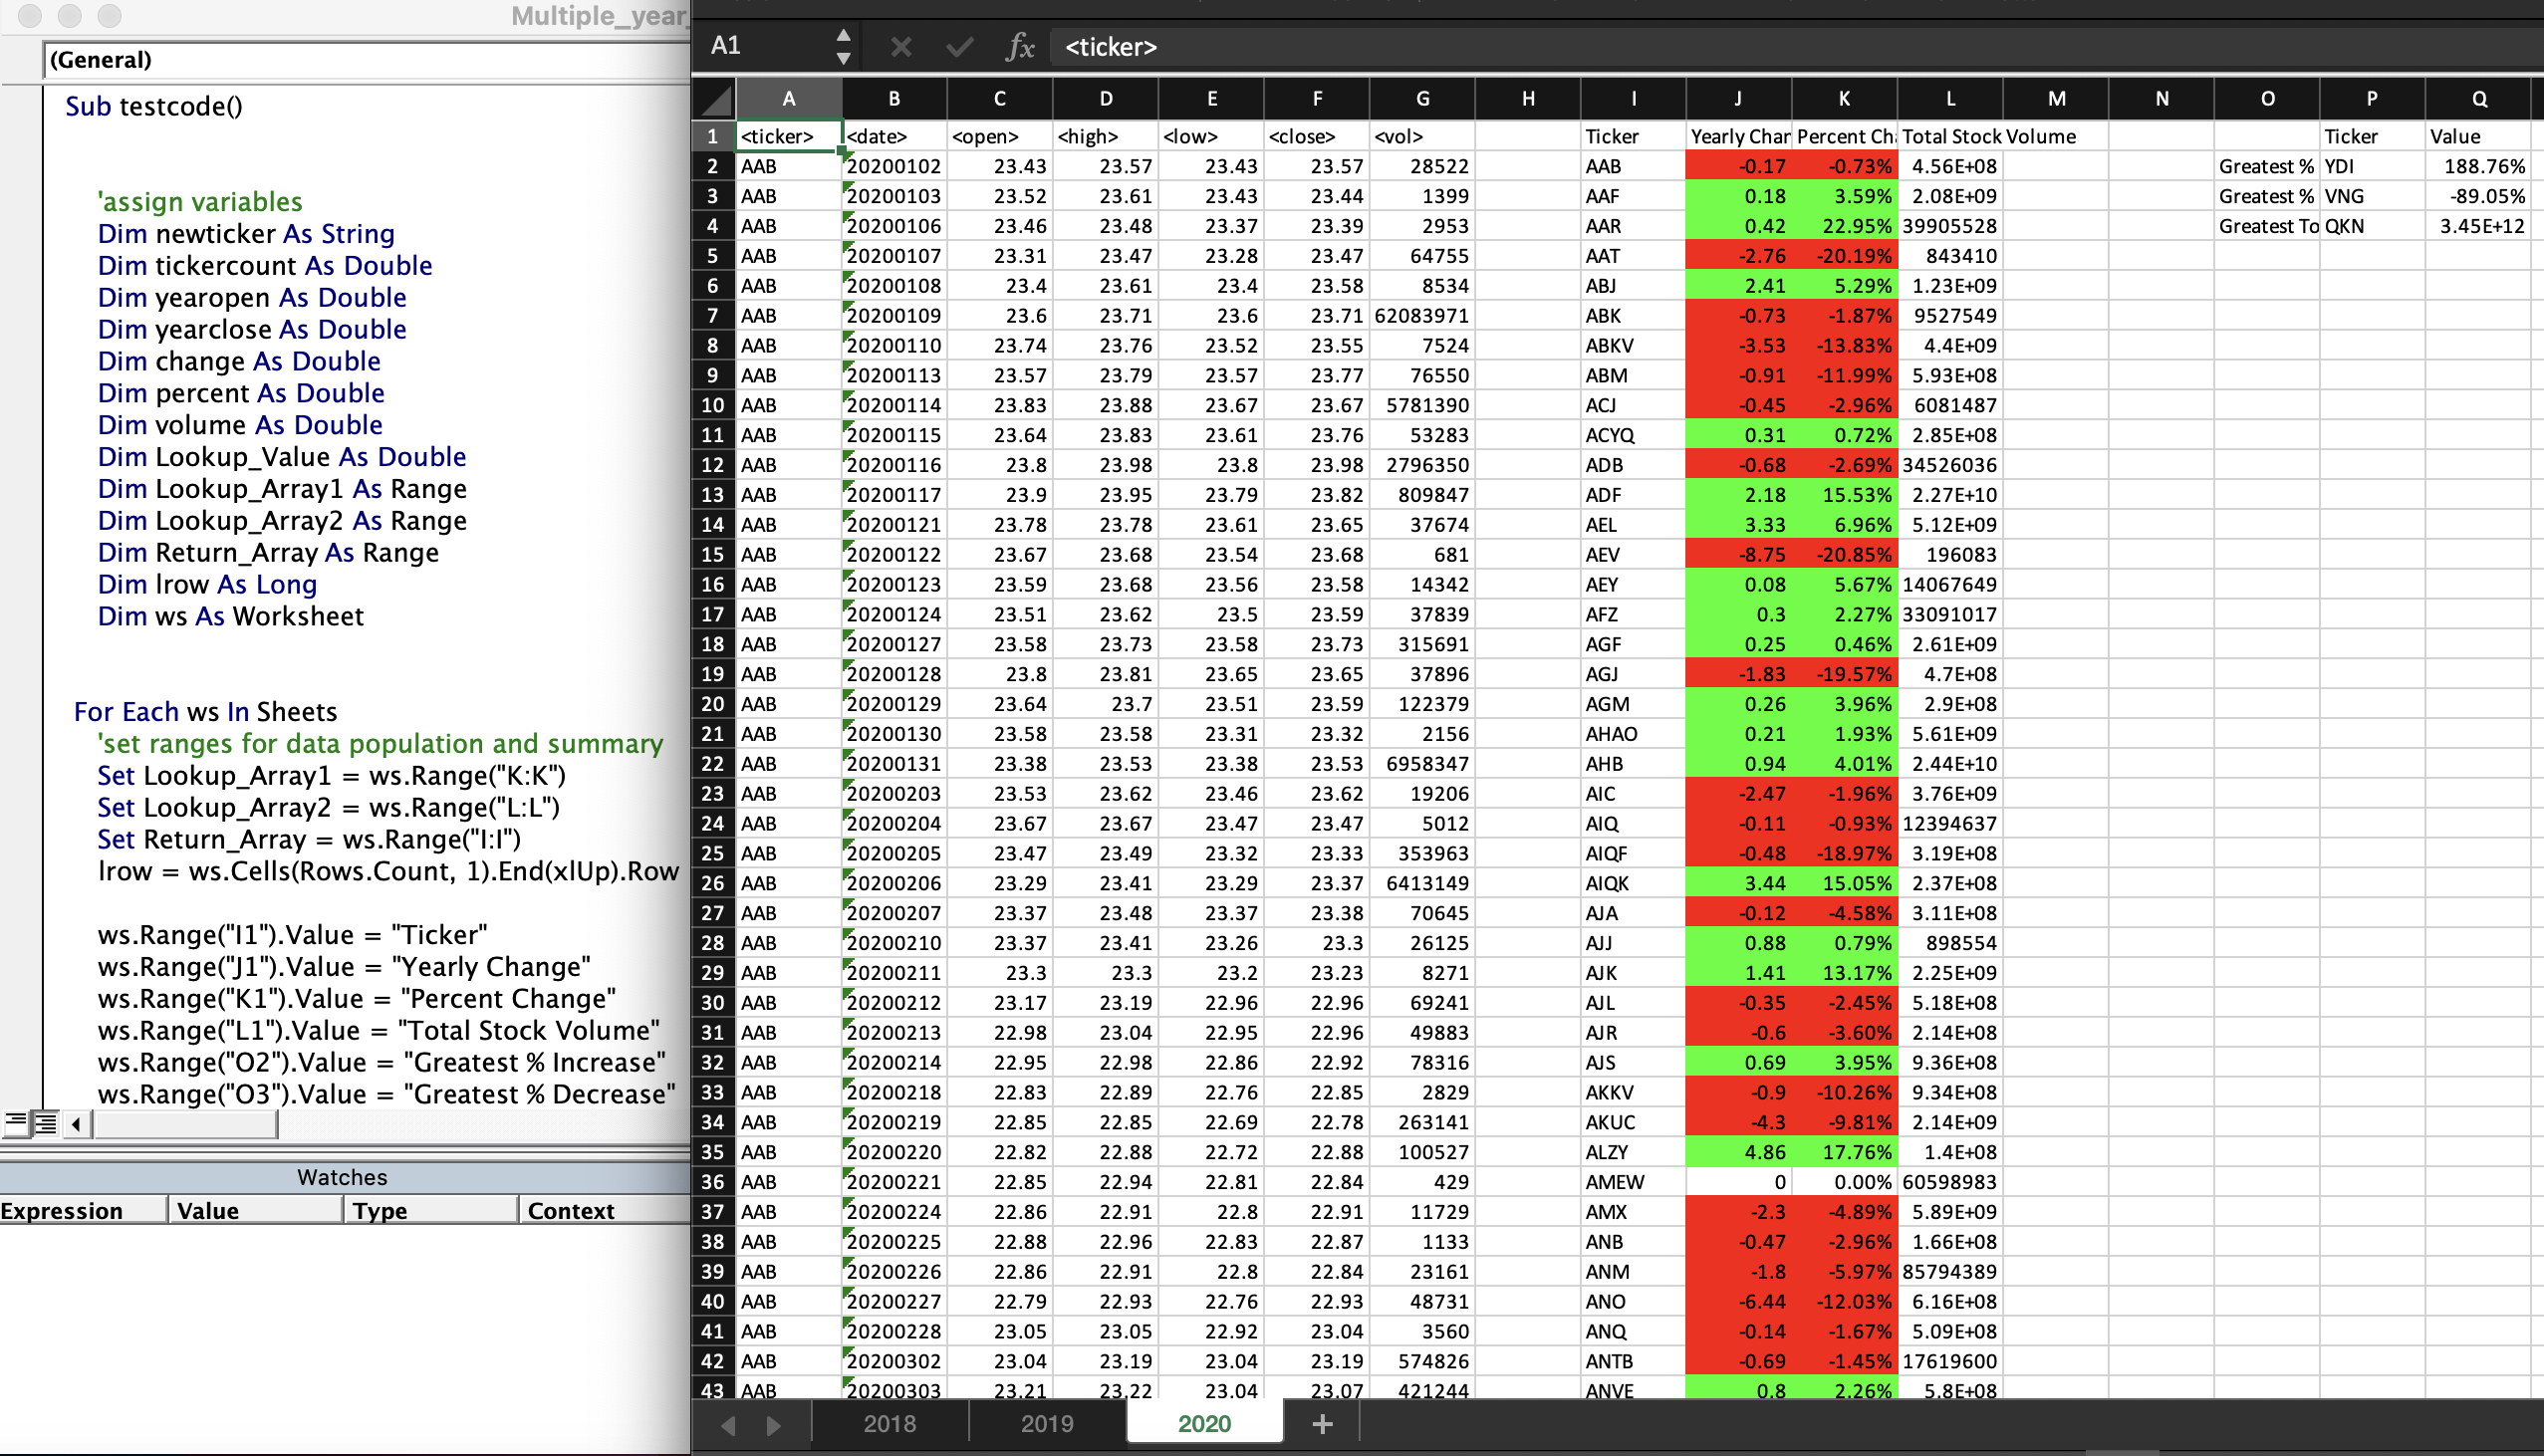 Multiple_year_
(General)
Sub testcode()
'assign variables
Dim newticker As String
Dim tickercount As Double
Dim yearopen As Double
Dim yearclose As Double
Dim change As Double
Dim percent As Double
Dim volume As Double
Dim Lookup_Value As Double
Dim Lookup_Array1 As Range
Dim Lookup_Array2 As Range
Dim Return_Array As Range
Dim lrow As Long
Dim ws As Worksheet
For Each ws In Sheets
'set ranges for data population and summary
Set Lookup_Array1 = ws.Range("K:K")
Set Lookup_Array2 = ws.Range("L:L")
Set Return_Array = ws.Range("I:I")
lrow = ws.Cells(Rows.Count, 1).End(xlUp).Row
ws.Range("I1").Value = "Ticker"
ws.Range("J1").Value = "Yearly Change"
ws.Range("K1").Value = "Percent Change"
ws.Range("L1").Value = "Total Stock Volume"
ws.Range("O2").Value = "Greatest % Increase"
ws.Range("O3").Value = "Greatest % Decrease"
Watches
Expression Value Type Context
A1 fx <ticker>
A B C D E F G H I J K L M N O P Q
1 <ticker> <date> <open> <high> <low> <close> <vol> Ticker Yearly Char Percent Ch Total Stock Volume Ticker Value
2 AAB 20200102 23.43 23.57 23.43 23.57 28522 AAB -0.17 -0.73% 4.56E+08 Greatest % YDI 188.76%
3 AAB 20200103 23.52 23.61 23.43 23.44 1399 AAF 0.18 3.59% 2.08E+09 Greatest % VNG -89.05%
4 AAB 20200106 23.46 23.48 23.37 23.39 2953 AAR 0.42 22.95% 39905528 Greatest To QKN 3.45E+12
5 AAB 20200107 23.31 23.47 23.28 23.47 64755 AAT -2.76 -20.19% 843410
6 AAB 20200108 23.4 23.61 23.4 23.58 8534 ABJ 2.41 5.29% 1.23E+09
7 AAB 20200109 23.6 23.71 23.6 23.71 62083971 ABK -0.73 -1.87% 9527549
8 AAB 20200110 23.74 23.76 23.52 23.55 7524 ABKV -3.53 -13.83% 4.4E+09
9 AAB 20200113 23.57 23.79 23.57 23.77 76550 ABM -0.91 -11.99% 5.93E+08
10 AAB 20200114 23.83 23.88 23.67 23.67 5781390 ACJ -0.45 -2.96% 6081487
11 AAB 20200115 23.64 23.83 23.61 23.76 53283 ACYQ 0.31 0.72% 2.85E+08
12 AAB 20200116 23.8 23.98 23.8 23.98 2796350 ADB -0.68 -2.69% 34526036
13 AAB 20200117 23.9 23.95 23.79 23.82 809847 ADF 2.18 15.53% 2.27E+10
14 AAB 20200121 23.78 23.78 23.61 23.65 37674 AEL 3.33 6.96% 5.12E+09
15 AAB 20200122 23.67 23.68 23.54 23.68 681 AEV -8.75 -20.85% 196083
16 AAB 20200123 23.59 23.68 23.56 23.58 14342 AEY 0.08 5.67% 14067649
17 AAB 20200124 23.51 23.62 23.5 23.59 37839 AFZ 0.3 2.27% 33091017
18 AAB 20200127 23.58 23.73 23.58 23.73 315691 AGF 0.25 0.46% 2.61E+09
19 AAB 20200128 23.8 23.81 23.65 23.65 37896 AGJ -1.83 -19.57% 4.7E+08
20 AAB 20200129 23.64 23.7 23.51 23.59 122379 AGM 0.26 3.96% 2.9E+08
21 AAB 20200130 23.58 23.58 23.31 23.32 2156 AHAO 0.21 1.93% 5.61E+09
22 AAB 20200131 23.38 23.53 23.38 23.53 6958347 AHB 0.94 4.01% 2.44E+10
23 AAB 20200203 23.53 23.62 23.46 23.62 19206 AIC -2.47 -1.96% 3.76E+09
24 AAB 20200204 23.67 23.67 23.47 23.47 5012 AIQ -0.11 -0.93% 12394637
25 AAB 20200205 23.47 23.49 23.32 23.33 353963 AIQF -0.48 -18.97% 3.19E+08
26 AAB 20200206 23.29 23.41 23.29 23.37 6413149 AIQK 3.44 15.05% 2.37E+08
27 AAB 20200207 23.37 23.48 23.37 23.38 70645 AJA -0.12 -4.58% 3.11E+08
28 AAB 20200210 23.37 23.41 23.26 23.3 26125 AJJ 0.88 0.79% 898554
29 AAB 20200211 23.3 23.3 23.2 23.23 8271 AJK 1.41 13.17% 2.25E+09
30 AAB 20200212 23.17 23.19 22.96 22.96 69241 AJL -0.35 -2.45% 5.18E+08
31 AAB 20200213 22.98 23.04 22.95 22.96 49883 AJR -0.6 -3.60% 2.14E+08
32 AAB 20200214 22.95 22.98 22.86 22.92 78316 AJS 0.69 3.95% 9.36E+08
33 AAB 20200218 22.83 22.89 22.76 22.85 2829 AKKV -0.9 -10.26% 9.34E+08
34 AAB 20200219 22.85 22.85 22.69 22.78 263141 AKUC -4.3 -9.81% 2.14E+09
35 AAB 20200220 22.82 22.88 22.72 22.88 100527 ALZY 4.86 17.76% 1.4E+08
36 AAB 20200221 22.85 22.94 22.81 22.84 429 AMEW 0 0.00% 60598983
37 AAB 20200224 22.86 22.91 22.8 22.91 11729 AMX -2.3 -4.89% 5.89E+09
38 AAB 20200225 22.88 22.96 22.83 22.87 1133 ANB -0.47 -2.96% 1.66E+08
39 AAB 20200226 22.86 22.91 22.8 22.84 23161 ANM -1.8 -5.97% 85794389
40 AAB 20200227 22.79 22.93 22.76 22.93 48731 ANO -6.44 -12.03% 6.16E+08
41 AAB 20200228 23.05 23.05 22.92 23.04 3560 ANQ -0.14 -1.67% 5.09E+08
42 AAB 20200302 23.04 23.19 23.04 23.19 574826 ANTB -0.69 -1.45% 17619600
43 AAB 20200303 23.21 23.22 23.04 23.07 421244 ANVE 0.8 2.26% 5.8E+08
2018 2019 2020 +